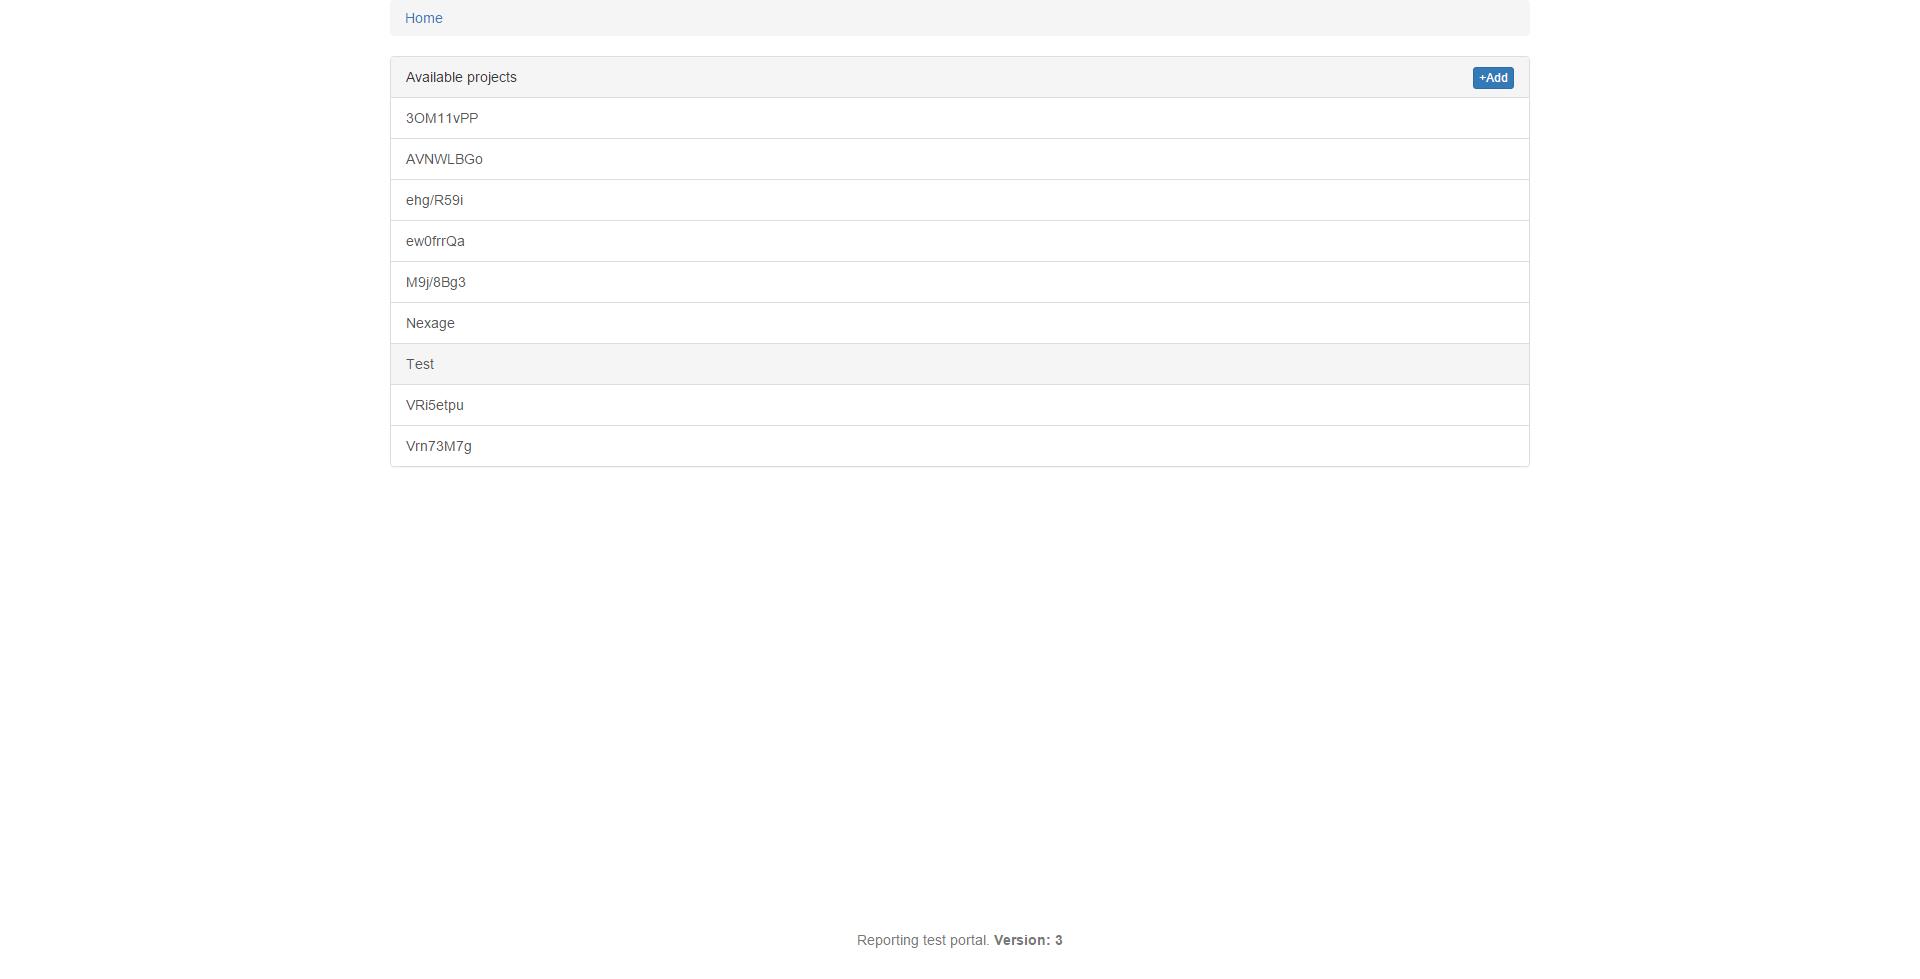 Home
Available projects +Add
3OM11vPP
AVNWLBGo
ehg/R59i
ew0frrQa
M9j/8Bg3
Nexage
Test
VRi5etpu
Vrn73M7g
Reporting test portal. Version: 3